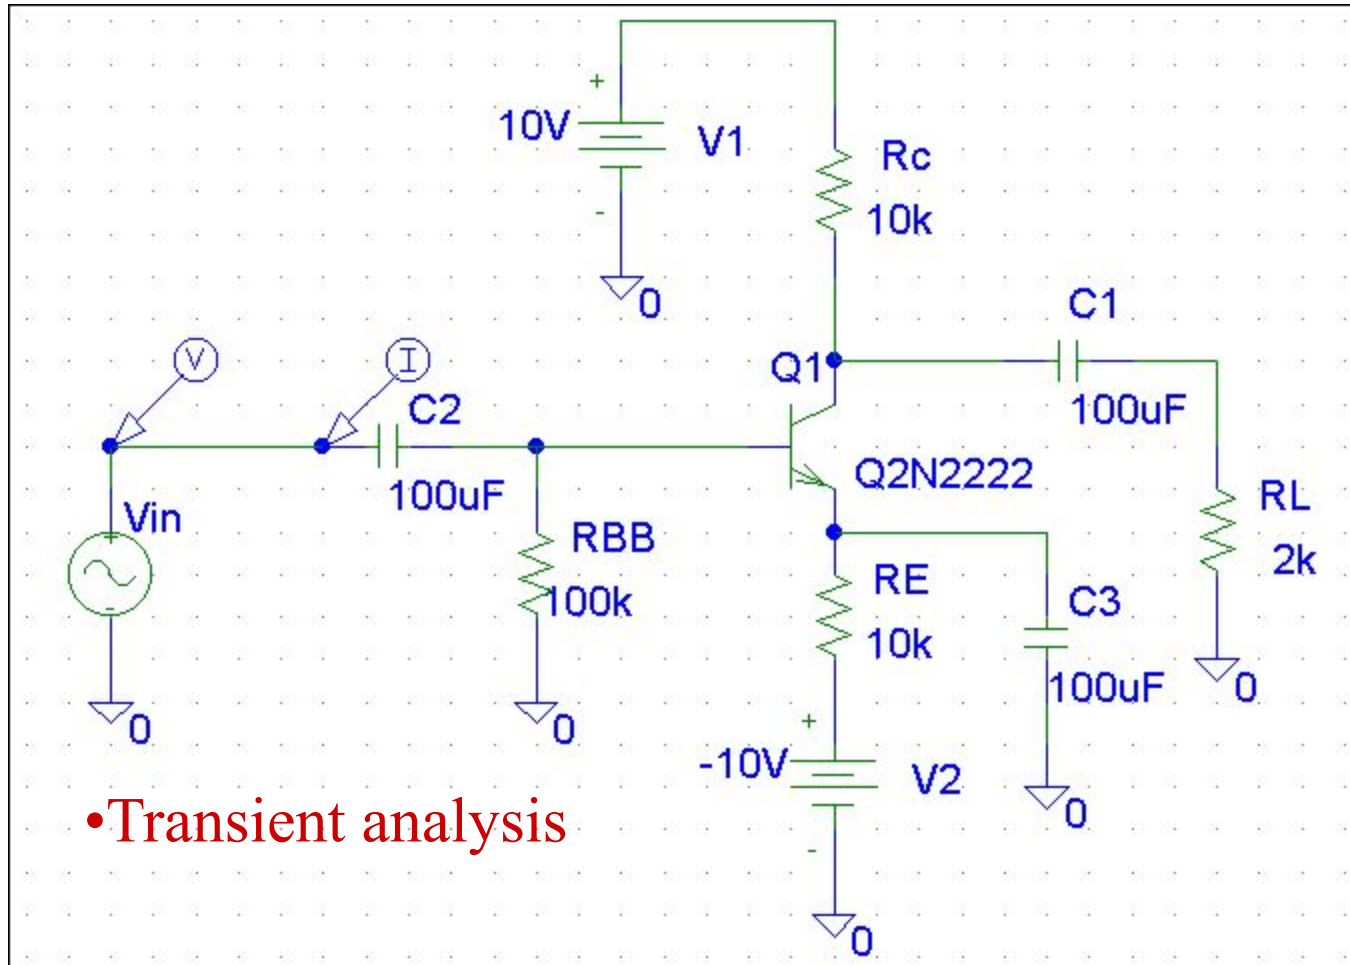 +
10V
V1
-
0
Rc
10k
C1
100uF
Q1
Q2N2222
V
I
C2
100uF
Vin
+
-
0
RBB
100k
0
RE
10k
C3
100uF
0
RL
2k
0
+
-10V
V2
-
0
•Transient analysis